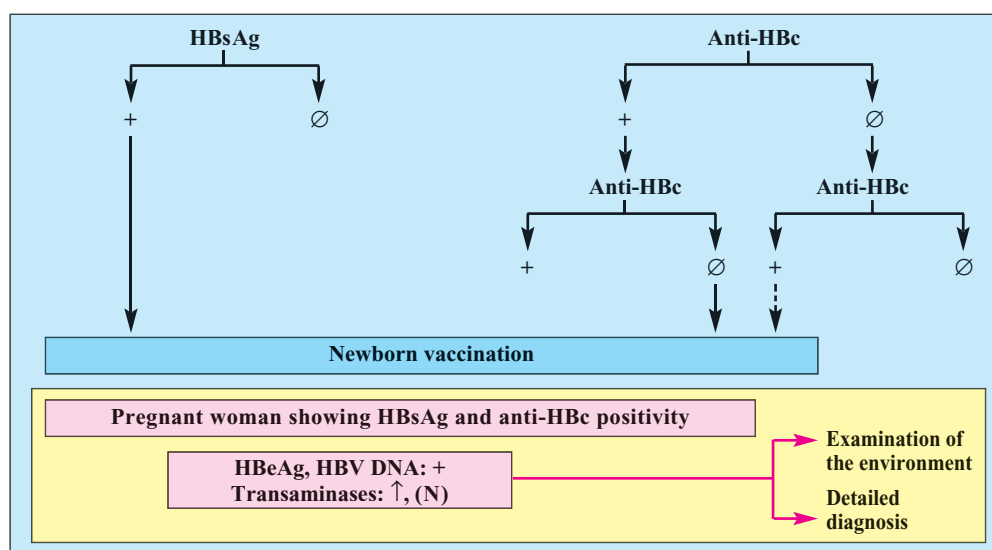 HBsAg
Anti-HBc
+
∅
+
∅
Anti-HBc
Anti-HBc
+
∅
+
∅
Newborn vaccination
Pregnant woman showing HBsAg and anti-HBc positivity
HBeAg, HBV DNA: +
Transaminases: ↑, (N)
Examination of
the environment
Detailed
diagnosis